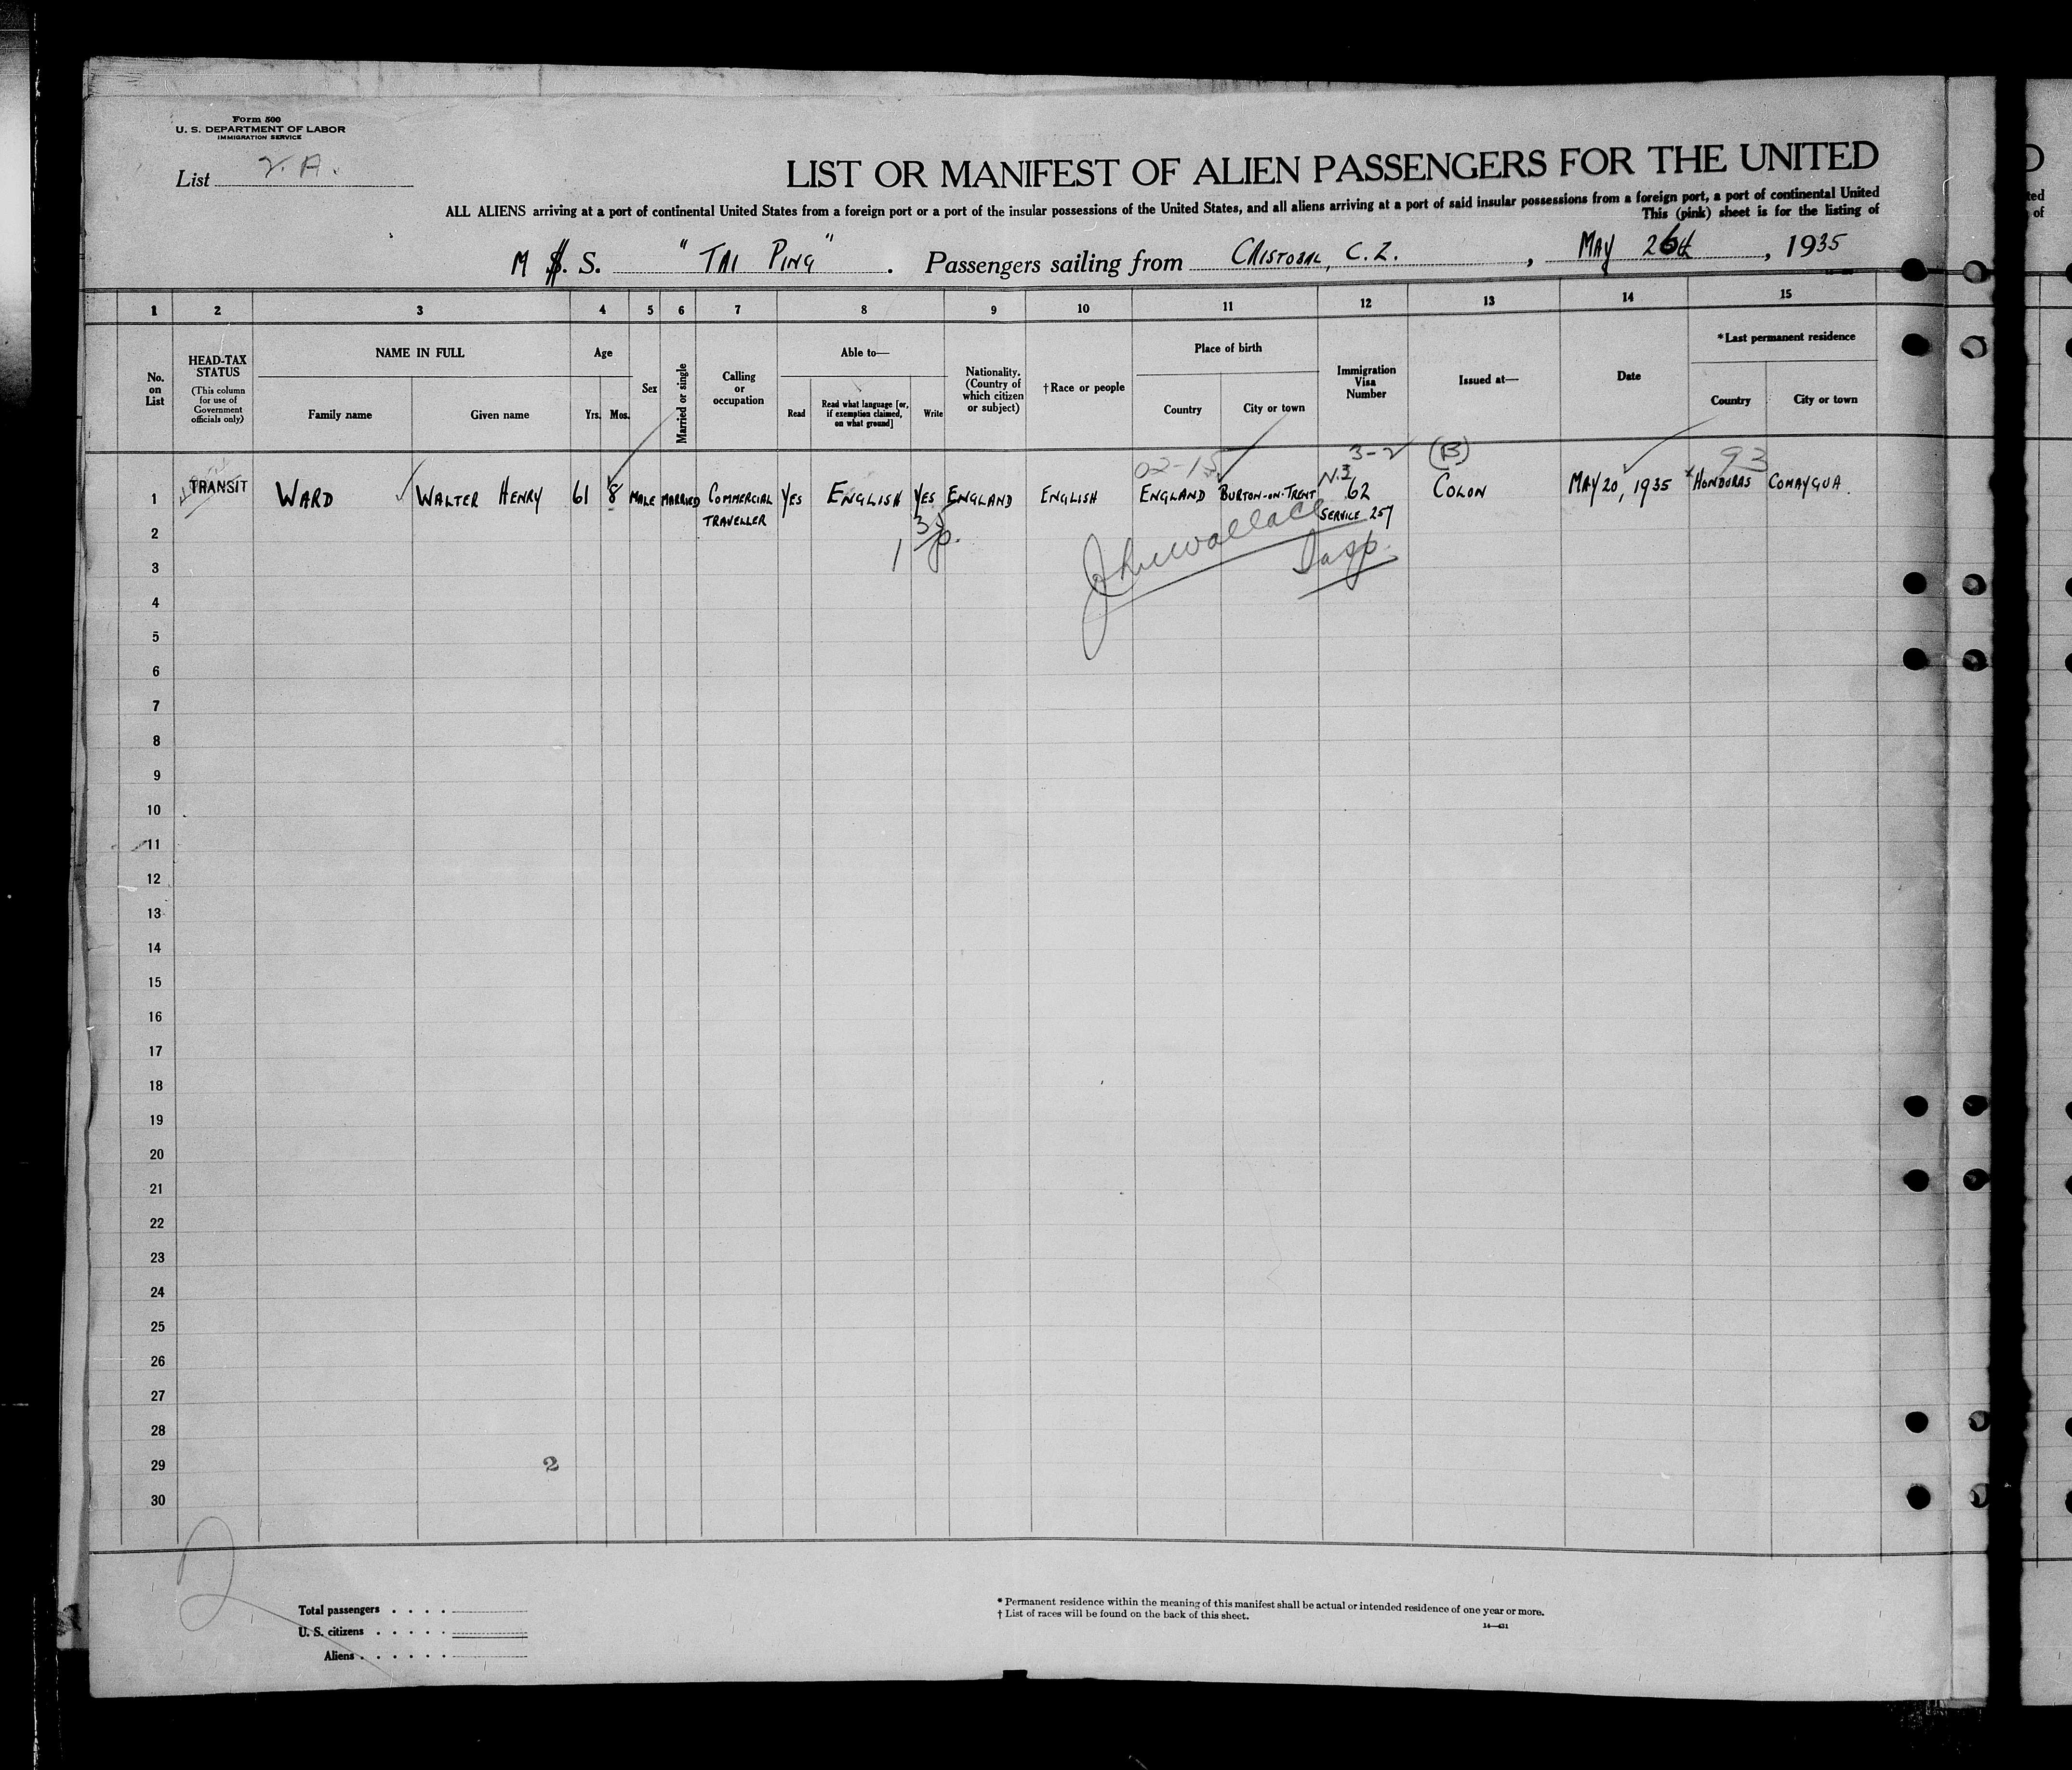 Form 500
U. S. DEPARTMENT OF LABOR
IMMIGRATION SERVICE
List
LIST OR MANIFEST OF ALIEN PASSENGERS FOR THE UNITED
ALL ALIENS arriving at a port of continental United States from a foreign port or a port of the insular possessions of the United States, and all aliens arriving at a port of said insular possessions from a foreign port, a port of continental United
This (pink) sheet is for the listing of
M S. S. "TAI PING". Passengers sailing from CRISTOBAL, C. Z., MAY 26th, 1935
1 2 3 4 5 6 7 8 9 10 11 12 13 14 15
No. on List
HEAD-TAX STATUS
(This column for use of Government officials only)
NAME IN FULL
Family name
Given name
Age
Yrs.
Mos.
Sex
Married or single
Calling or occupation
Able to—
Read
Read what language [or, if exemption claimed, on what ground]
Write
Nationality. (Country of which citizen or subject)
†Race or people
Place of birth
Country
City or town
Immigration Visa Number
Issued at—
Date
*Last permanent residence
Country
City or town
02-15 3-2 (B) 93
1 TRANSIT WARD WALTER HENRY 61 8 MALE MARRIED COMMERCIAL TRAVELLER YES ENGLISH YES ENGLAND ENGLISH ENGLAND BURTON-ON-TRENT 62 COLON MAY 20, 1935 HONDURAS COMAYGUA.
SERVICE 257
2
3
4
5
6
7
8
9
10
11
12
13
14
15
16
17
18
19
20
21
22
23
24
25
26
27
28
29
2
30
2
Total passengers
U. S. citizens
Aliens
* Permanent residence within the meaning of this manifest shall be actual or intended residence of one year or more.
† List of races will be found on the back of this sheet.
14—431